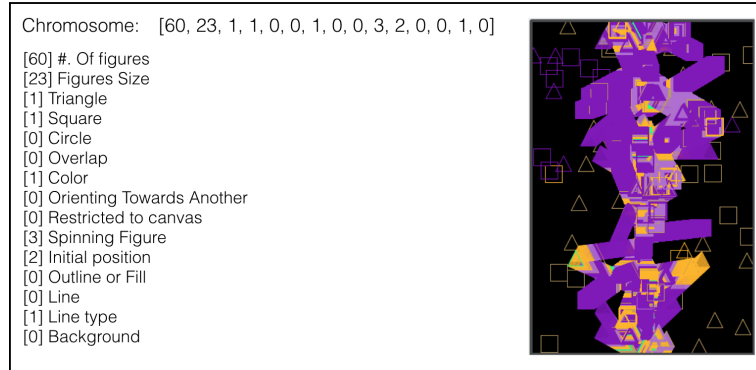 Chromosome: [60, 23, 1, 1, 0, 0, 1, 0, 0, 3, 2, 0, 0, 1, 0]
[60] #. Of figures
[23] Figures Size
[1] Triangle
[1] Square
[0] Circle
[0] Overlap
[1] Color
[0] Orienting Towards Another
[0] Restricted to canvas
[3] Spinning Figure
[2] Initial position
[0] Outline or Fill
[0] Line
[1] Line type
[0] Background